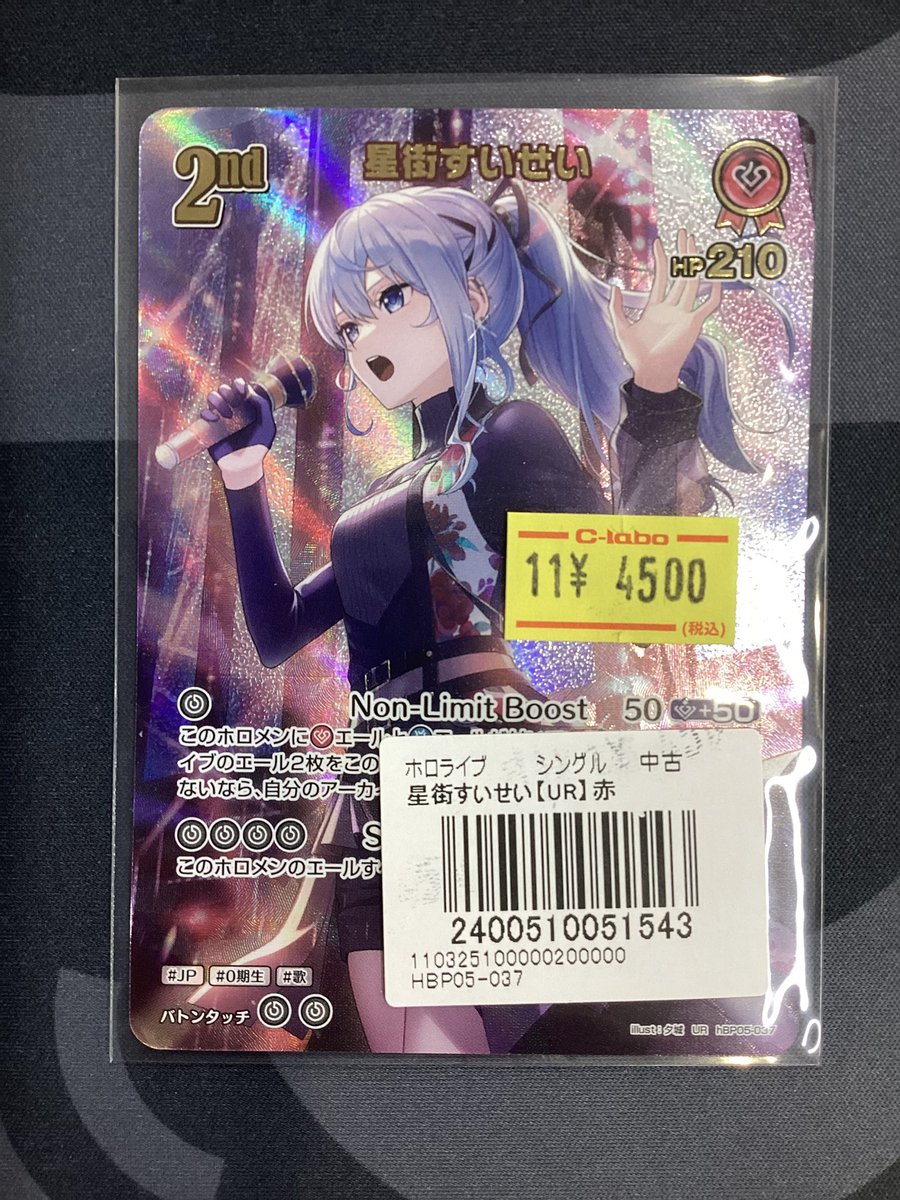 2nd
星街すいせい
HP210
C-labo
11¥ 4500
(税込)
Non-Limit Boost 50 +50
このホロメンに エールと
イブのエール2枚をこの
ないなら、自分のアーカイ
S
このホロメンのエールす
ホロライブ シングル 中古
星街すいせい【UR】赤
2400510051543
110325100000200000
HBP05-037
#JP #0期生 #歌
バトンタッチ
illust:夕城 UR hBP05-037